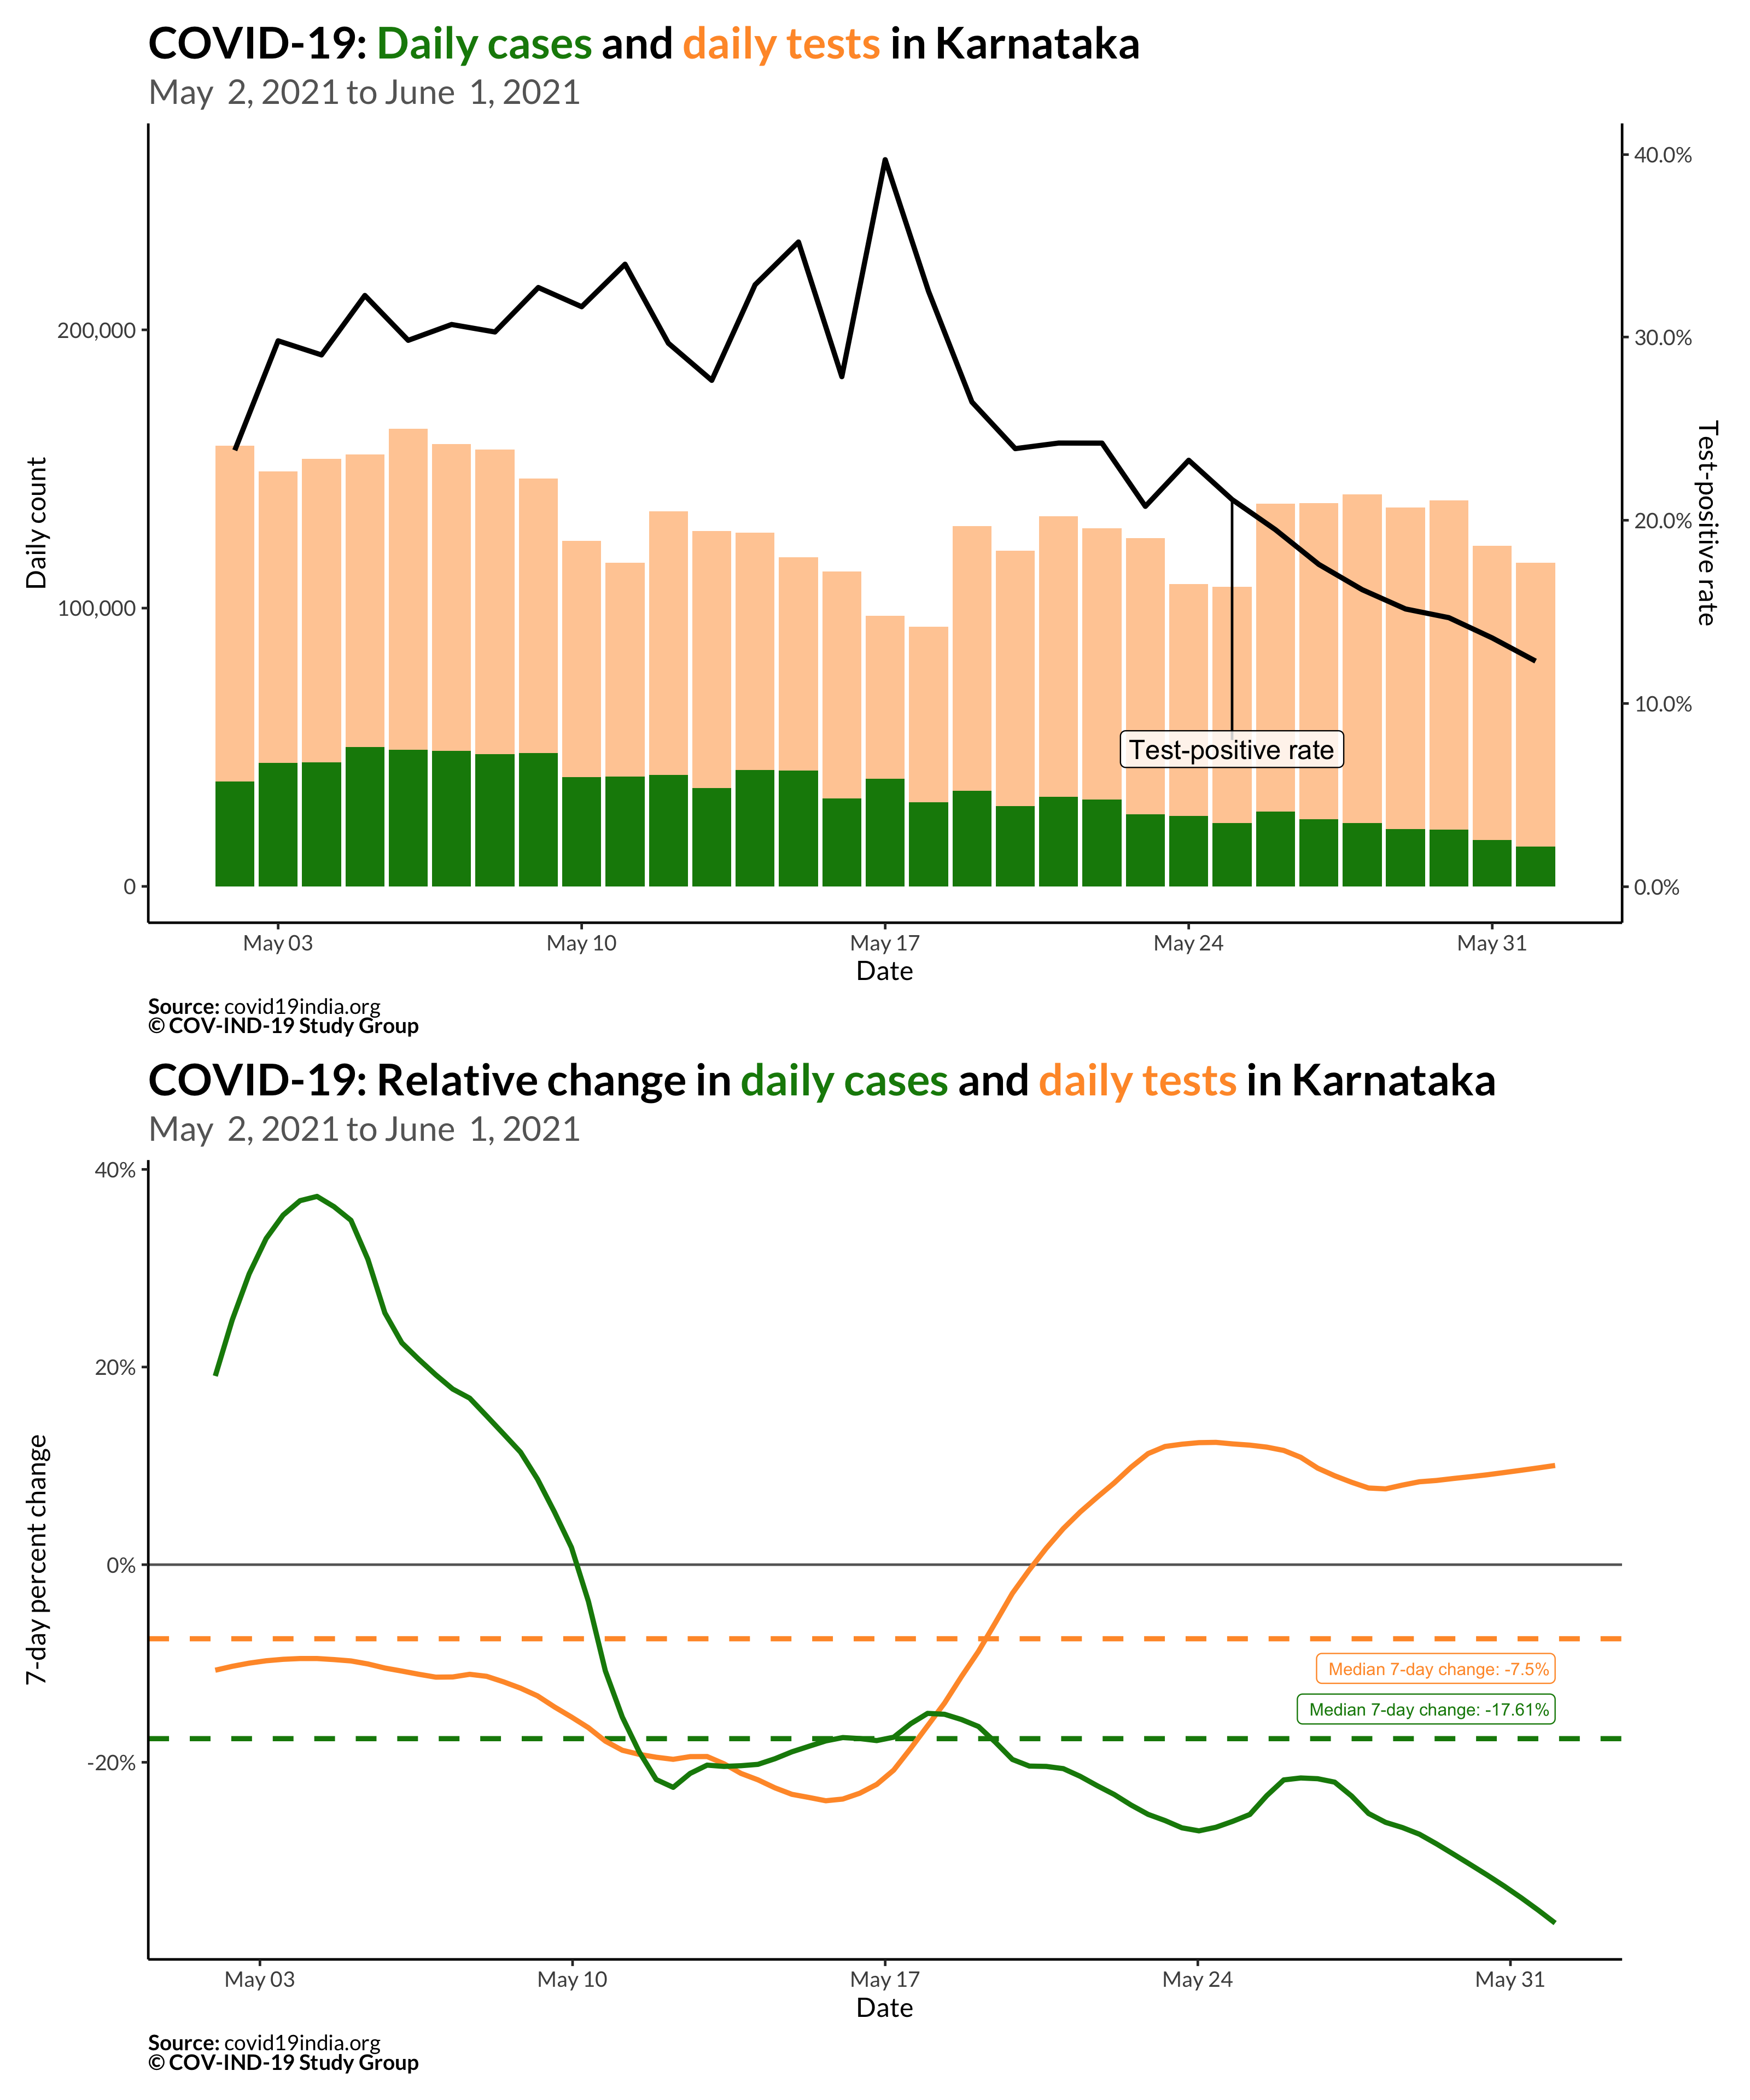 COVID-19: Daily cases and daily tests in Karnataka
May 2, 2021 to June 1, 2021
40.0%
30.0%
20.0%
10.0%
0.0%
Test-positive rate
200,000
100,000
0
Daily count
Test-positive rate
May 03
May 10
May 17
May 24
May 31
Date
Source: covid19india.org
© COV-IND-19 Study Group
COVID-19: Relative change in daily cases and daily tests in Karnataka
May 2, 2021 to June 1, 2021
40%
20%
0%
-20%
7-day percent change
Median 7-day change: -7.5%
Median 7-day change: -17.61%
May 03
May 10
May 17
May 24
May 31
Date
Source: covid19india.org
© COV-IND-19 Study Group